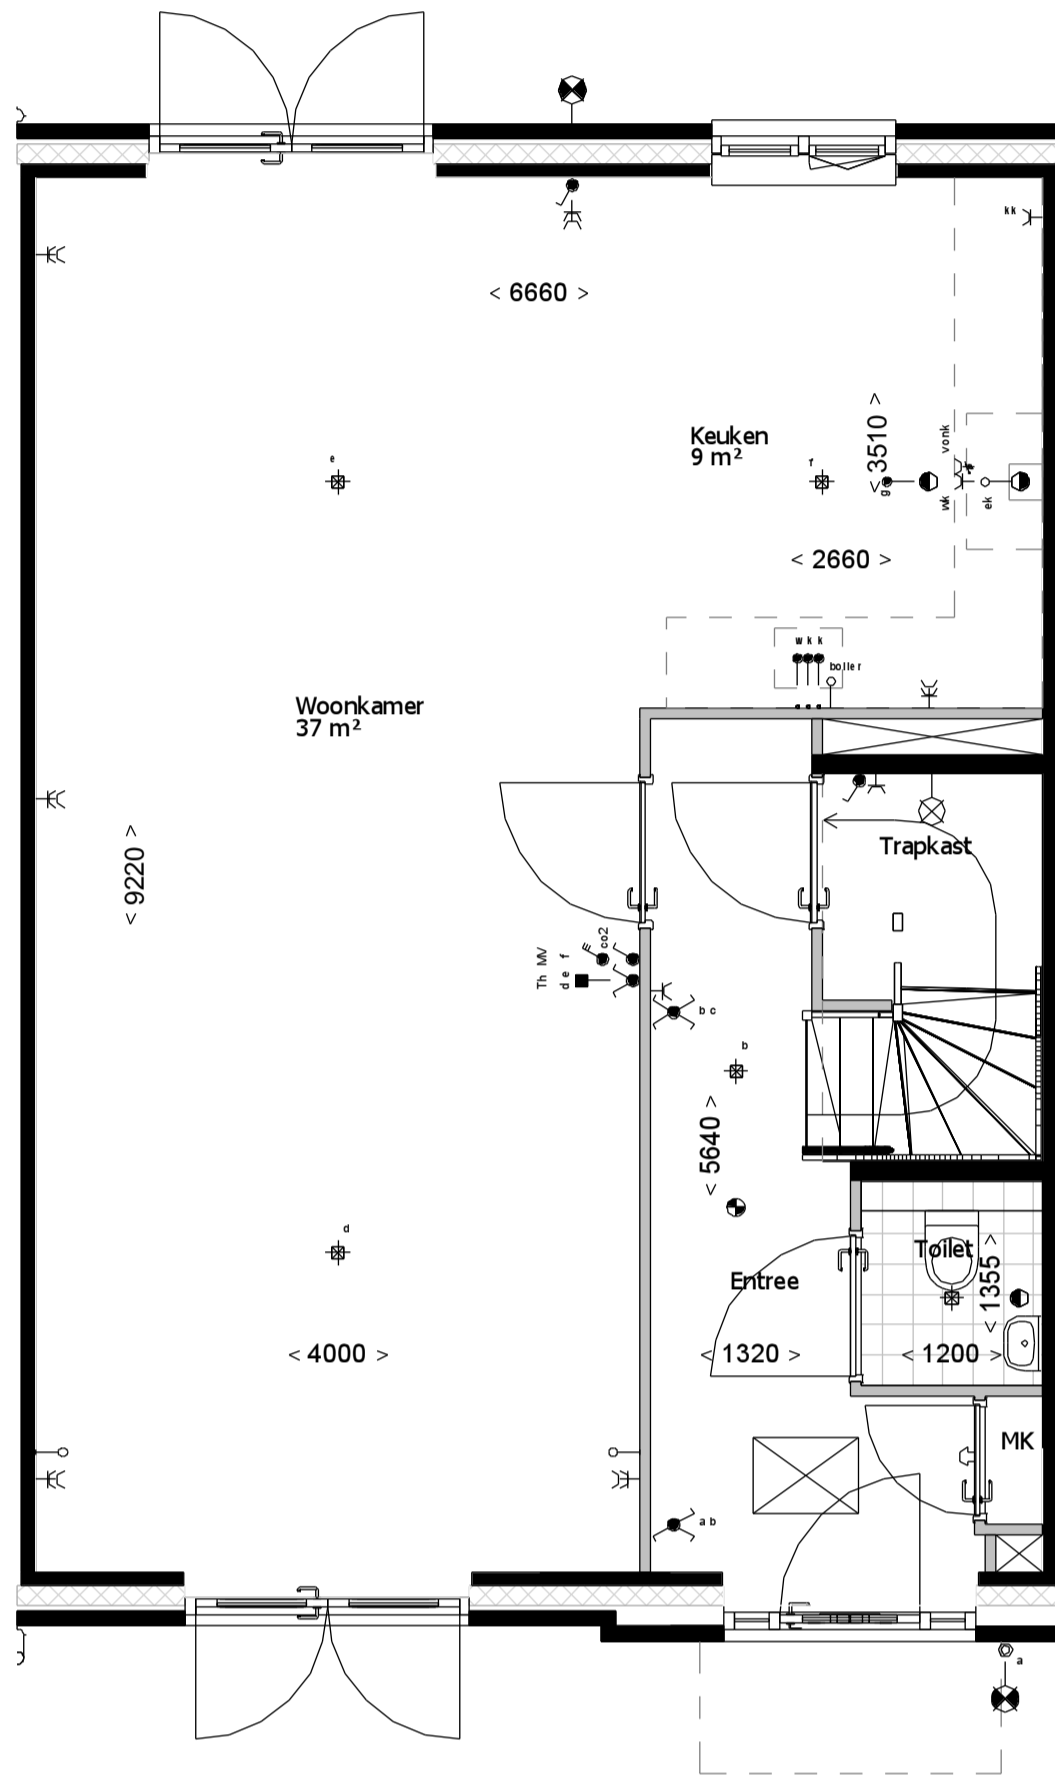 kk
< 6660 >
Keuken
9 m²
< 3510 >
vonk
e
f
g
wk
ek
< 2660 >
w k k
boiler
Woonkamer
37 m²
< 9220 >
Trapkast
Th MV
co2
d e f
b c
b
< 5640 >
d
Entree
Toilet
< 1355 >
< 4000 >
< 1320 >
< 1200 >
MK
a b
a